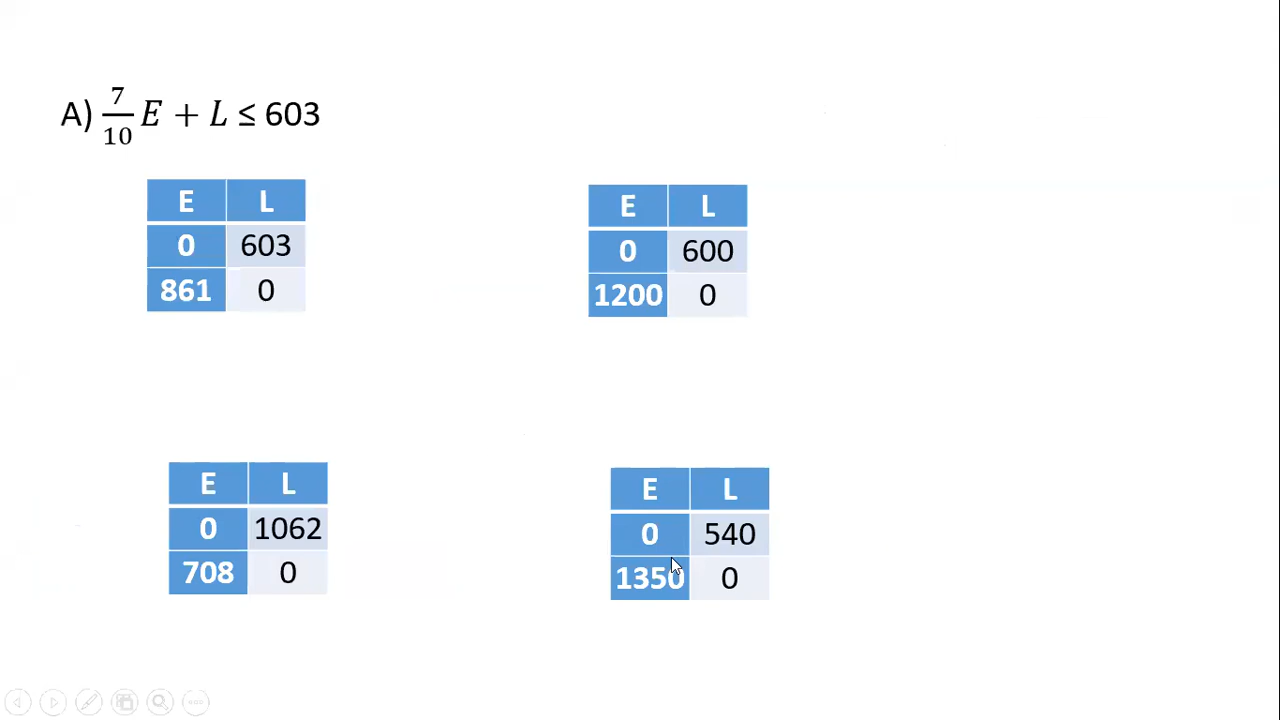 A) 7/10 E + L ≤ 603
E L
0 603
861 0
E L
0 600
1200 0
E L
0 1062
708 0
E L
0 540
1350 0